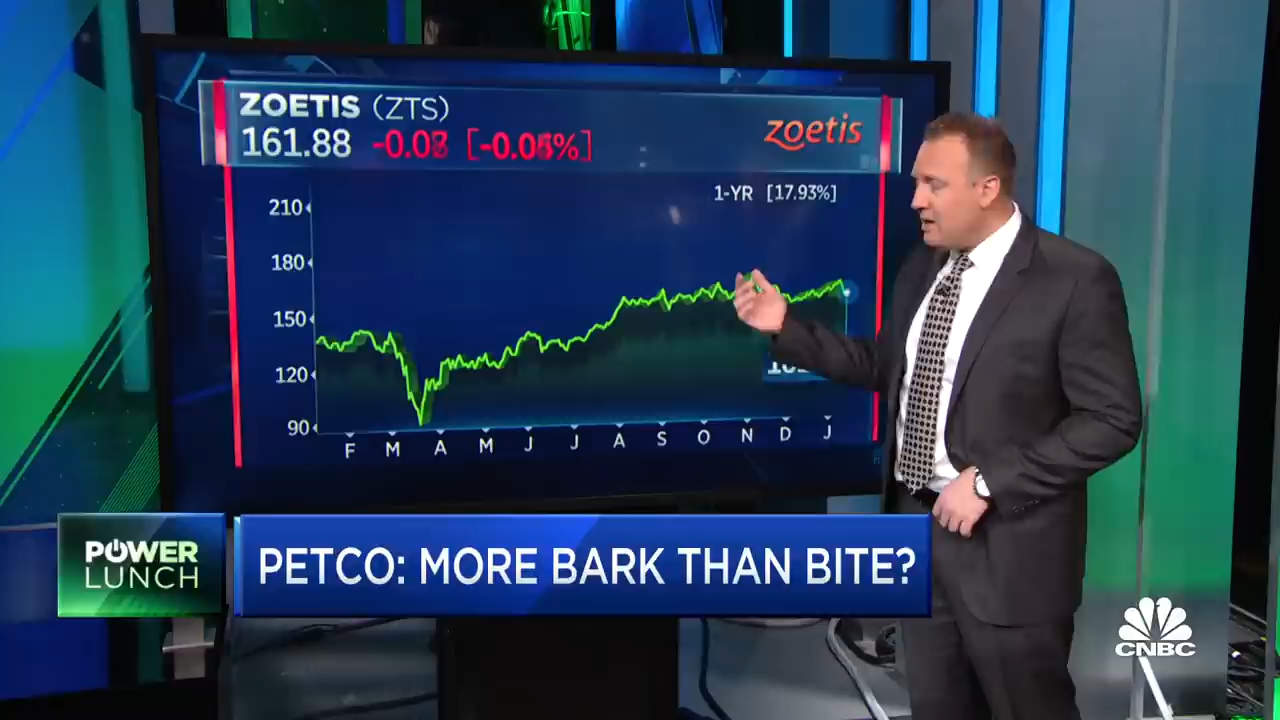 ZOETIS (ZTS)
161.88
zoetis
1-YR [17.93%]
210
180
150
120
90
F M A M J J A S O N D J
POWER
LUNCH
PETCO: MORE BARK THAN BITE?
CNBC